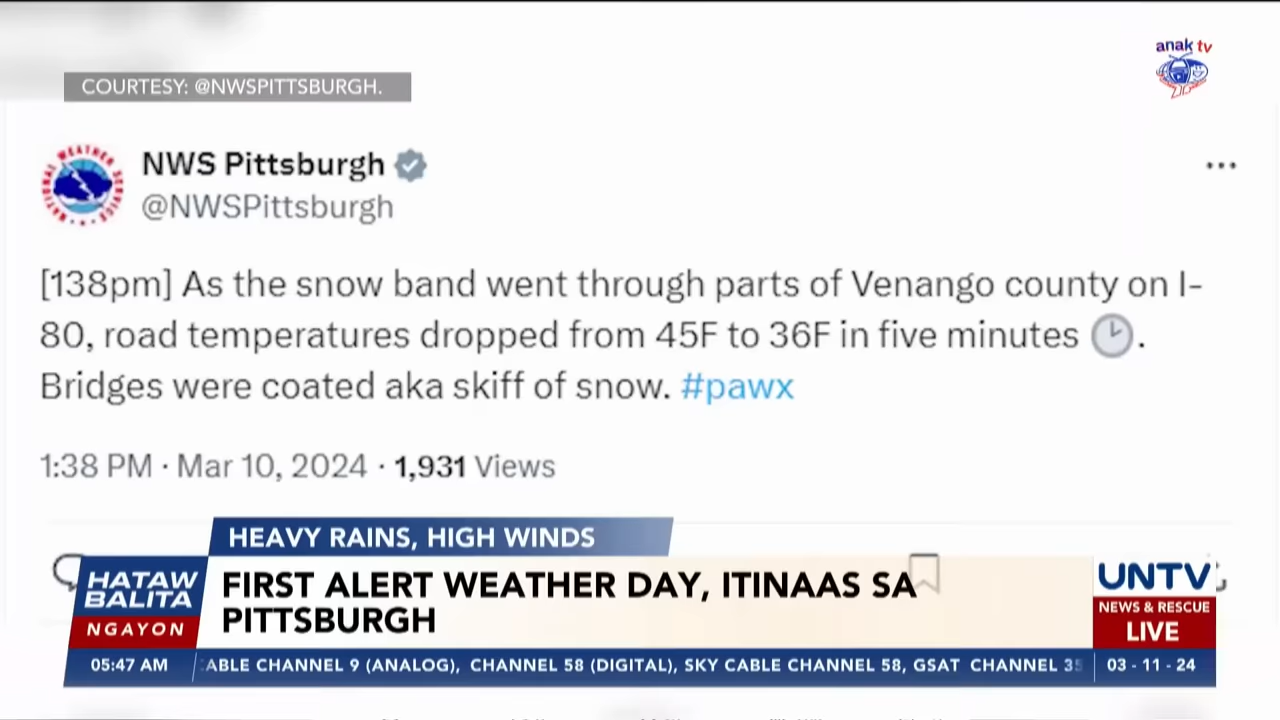 anak tv
COURTESY: @NWSPITTSBURGH.
NATIONAL WEATHER SERVICE
NWS Pittsburgh
@NWSPittsburgh
[138pm] As the snow band went through parts of Venango county on I-
80, road temperatures dropped from 45F to 36F in five minutes 🕑.
Bridges were coated aka skiff of snow. #pawx
1:38 PM · Mar 10, 2024 · 1,931 Views
HEAVY RAINS, HIGH WINDS
HATAW
BALITA
NGAYON
FIRST ALERT WEATHER DAY, ITINAAS SA
PITTSBURGH
UNTV
NEWS & RESCUE
LIVE
05:47 AM
ABLE CHANNEL 9 (ANALOG), CHANNEL 58 (DIGITAL), SKY CABLE CHANNEL 58, GSAT CHANNEL 35
03 - 11 - 24